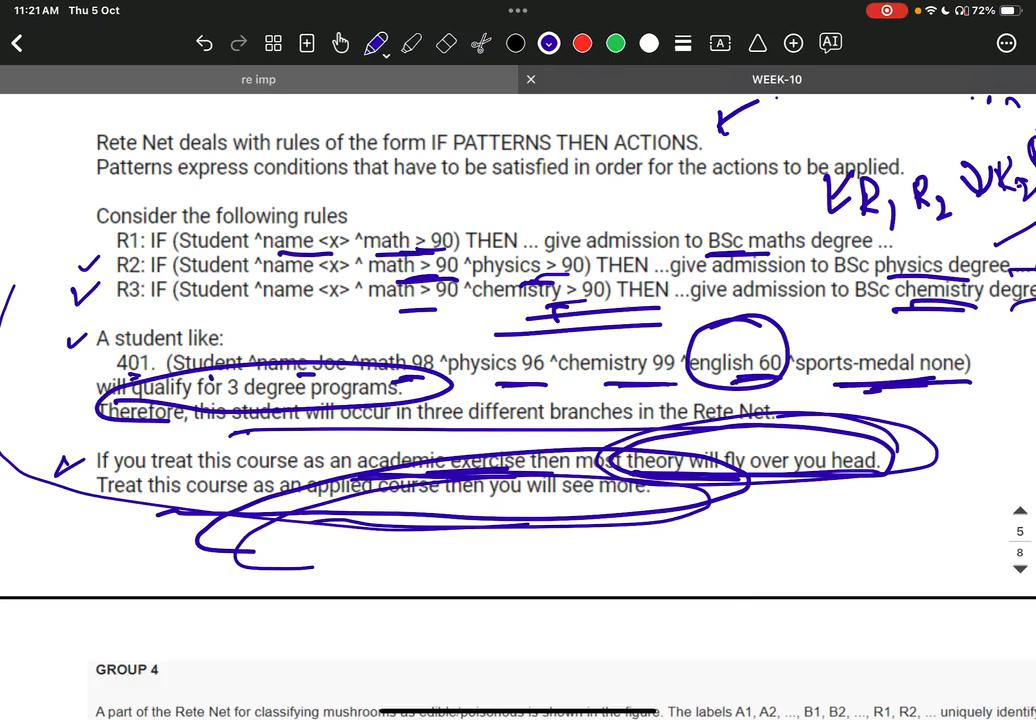 11:21 AM Thu 5 Oct
72%
A
AI
re imp
WEEK-10
Rete Net deals with rules of the form IF PATTERNS THEN ACTIONS.
Patterns express conditions that have to be satisfied in order for the actions to be applied.
R1 R2
Consider the following rules
R1: IF (Student ^name <x> ^math > 90) THEN ... give admission to BSc maths degree ...
R2: IF (Student ^name <x> ^ math > 90 ^physics > 90) THEN ...give admission to BSc physics degree
R3: IF (Student ^name <x> ^ math > 90 ^chemistry > 90) THEN ...give admission to BSc chemistry degre
A student like:
401. (Student ^name Joe ^math 98 ^physics 96 ^chemistry 99 ^english 60 ^sports-medal none)
will qualify for 3 degree programs.
Therefore, this student will occur in three different branches in the Rete Net.
If you treat this course as an academic exercise then most theory will fly over you head.
Treat this course as an applied course then you will see more.
5
8
GROUP 4
A part of the Rete Net for classifying mushrooms as edible/poisonous is shown in the figure. The labels A1, A2, ..., B1, B2, ..., R1, R2, ... uniquely identi